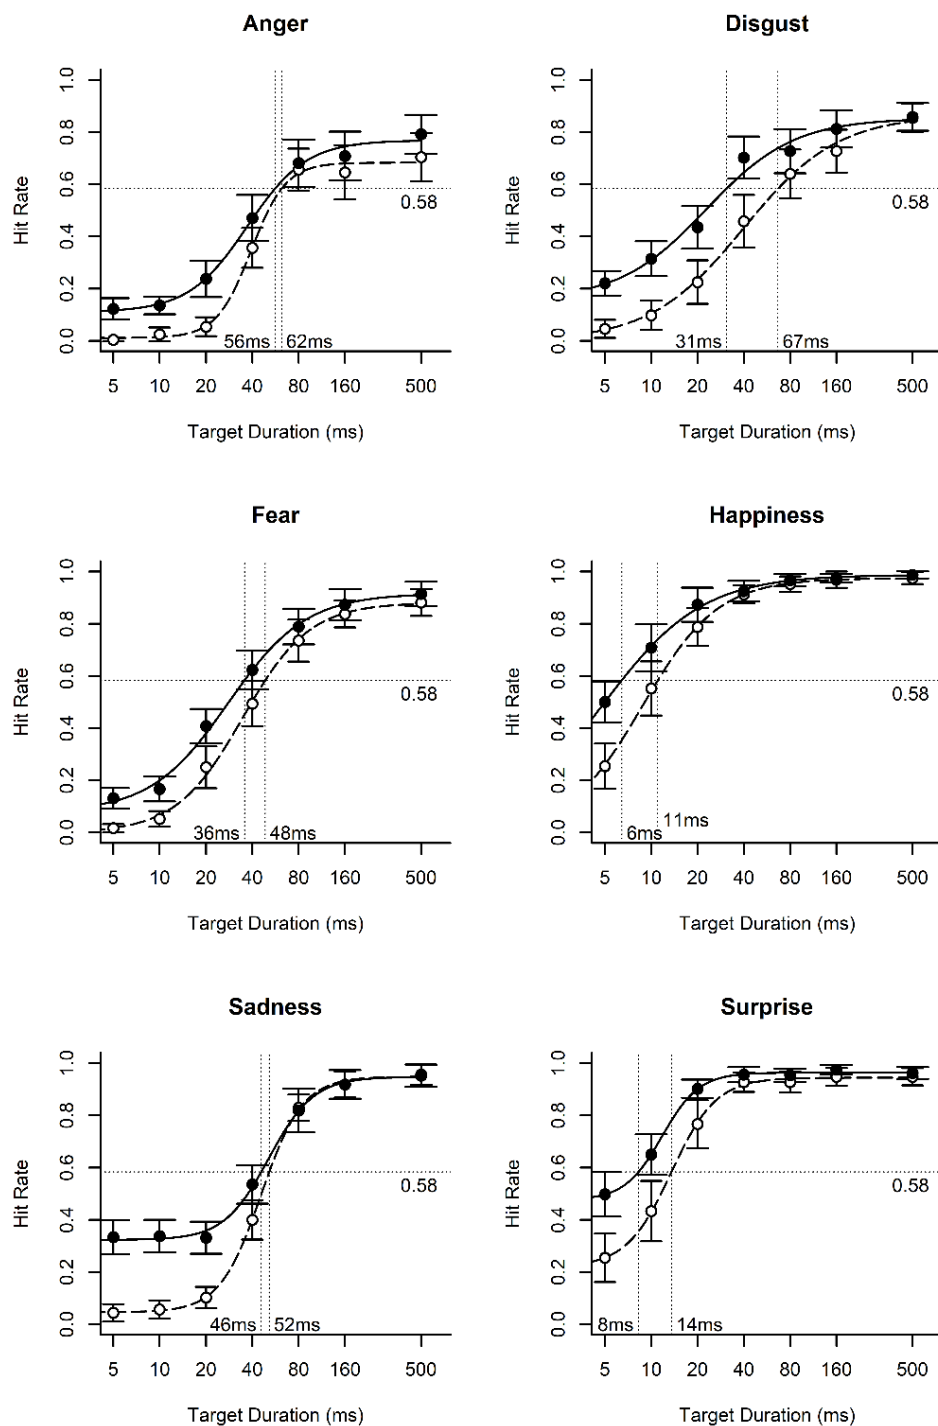 Anger
Hit Rate
0.0 0.2 0.4 0.6 0.8 1.0
0.58
56ms 62ms
5 10 20 40 80 160 500
Target Duration (ms)
Disgust
Hit Rate
0.0 0.2 0.4 0.6 0.8 1.0
0.58
31ms 67ms
5 10 20 40 80 160 500
Target Duration (ms)
Fear
Hit Rate
0.0 0.2 0.4 0.6 0.8 1.0
0.58
36ms 48ms
5 10 20 40 80 160 500
Target Duration (ms)
Happiness
Hit Rate
0.0 0.2 0.4 0.6 0.8 1.0
0.58
6ms 11ms
5 10 20 40 80 160 500
Target Duration (ms)
Sadness
Hit Rate
0.0 0.2 0.4 0.6 0.8 1.0
0.58
46ms 52ms
5 10 20 40 80 160 500
Target Duration (ms)
Surprise
Hit Rate
0.0 0.2 0.4 0.6 0.8 1.0
0.58
8ms 14ms
5 10 20 40 80 160 500
Target Duration (ms)